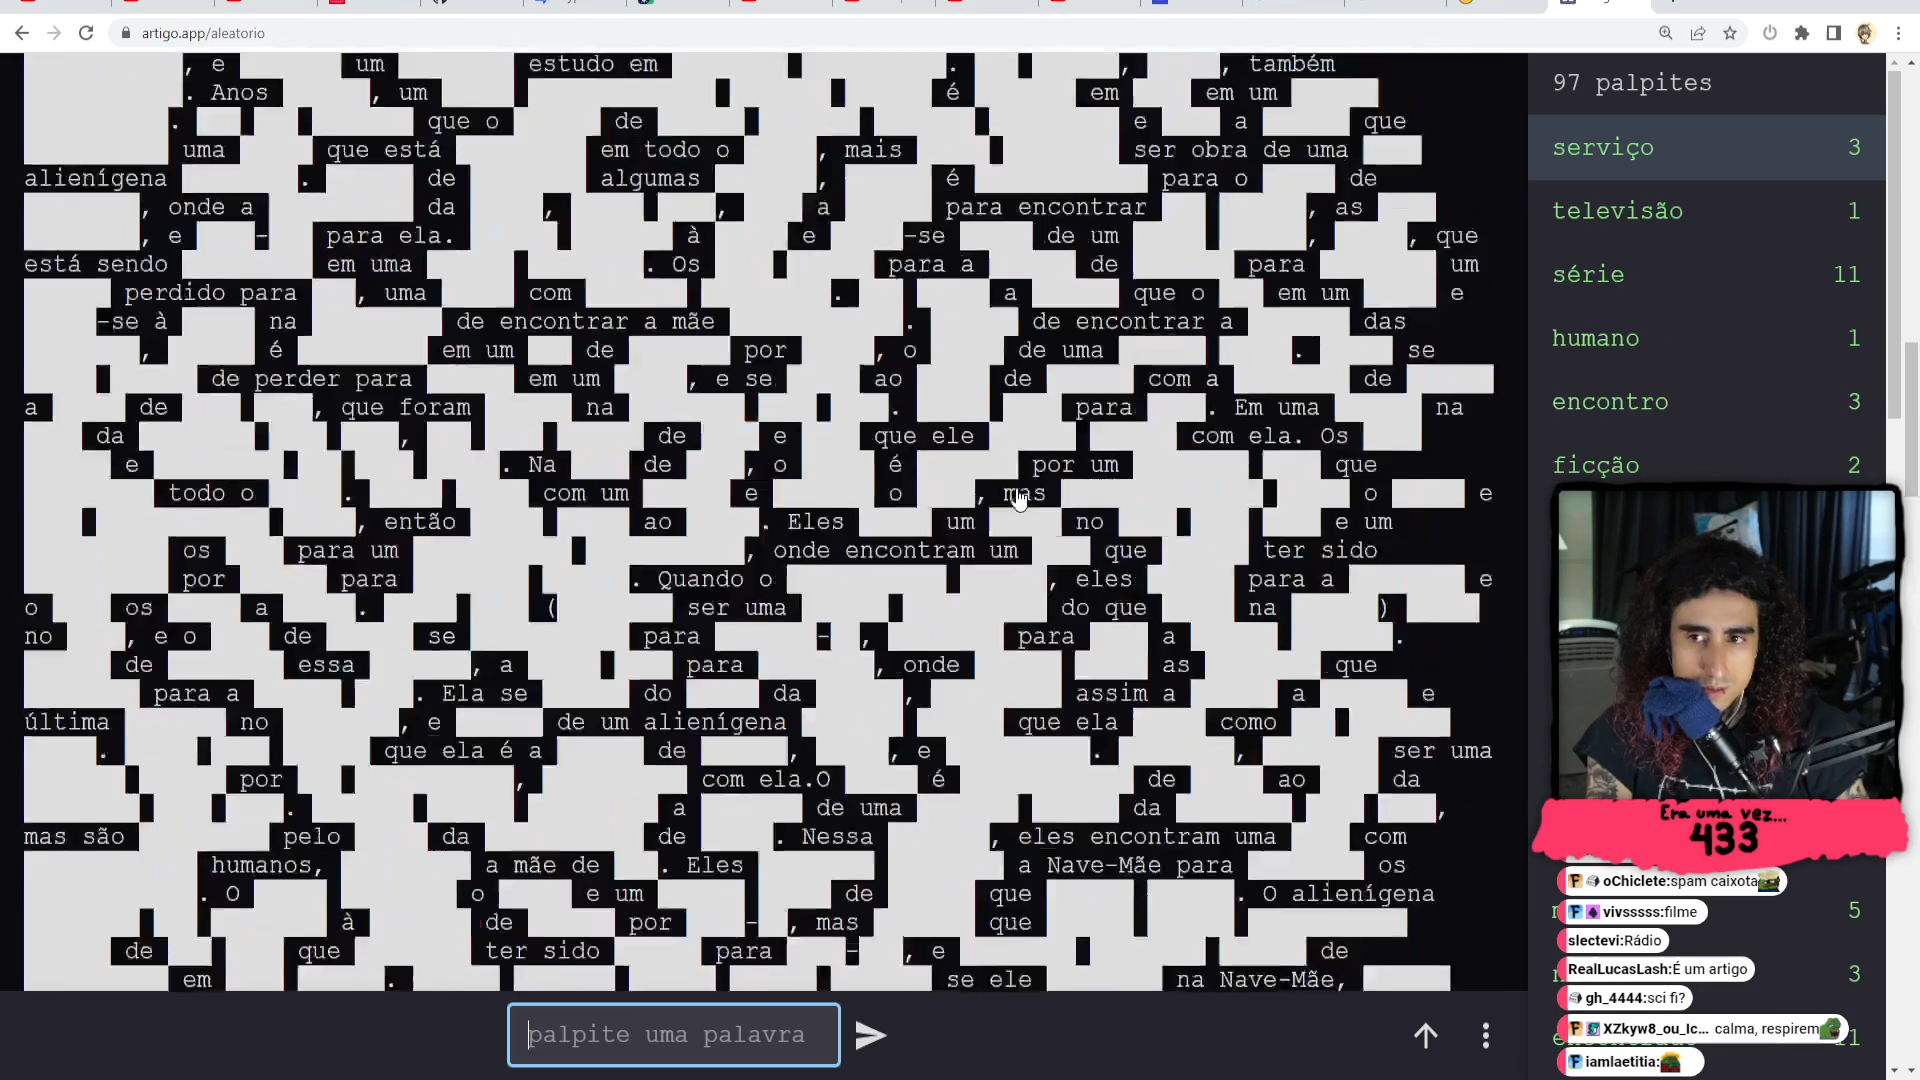 artigo.app/aleatorio
, e um estudo em . , , também
. Anos , um é em em um
. que o de e a que
uma que está em todo o , mais ser obra de uma
alienígena . de algumas , é para o de
, onde a da , , a para encontrar , as
, e - para ela. à e -se de um , , que
está sendo em uma . Os para a de para um
perdido para , uma com . a que o em um e
-se à na de encontrar a mãe . de encontrar a das
, é em um de por , o de uma . se
de perder para em um , e se ao de com a de
a de , que foram na . para . Em uma na
da , de e que ele com ela. Os
e . Na de , o é por um que
todo o . com um e o , mas o e
, então ao . Eles um no e um
os para um , onde encontram um que ter sido
por para . Quando o , eles para a e
o os a . ( ser uma do que na )
no , e o de se para - , para a .
de essa , a para , onde as que
para a . Ela se do da , assim a a e
última no , e de um alienígena que ela como
. que ela é a de , , e . , ser uma
por , com ela.O é de ao da
. a de uma da ,
mas são pelo da de . Nessa , eles encontram uma com
humanos, a mãe de . Eles a Nave-Mãe para os
. O o e um de que . O alienígena
à de por - , mas que
de que ter sido para - , e de
em . se ele na Nave-Mãe,
palpite uma palavra
97 palpites
serviço 3
televisão 1
série 11
humano 1
encontro 3
ficção 2
Era uma vez...
433
oChiclete:spam caixota
vivsssss:filme
5
slectevi:Rádio
RealLucasLash:É um artigo
3
gh_4444:sci fi?
XZkyw8_ou_Ic... calma, respirem
11
iamlaetitia: